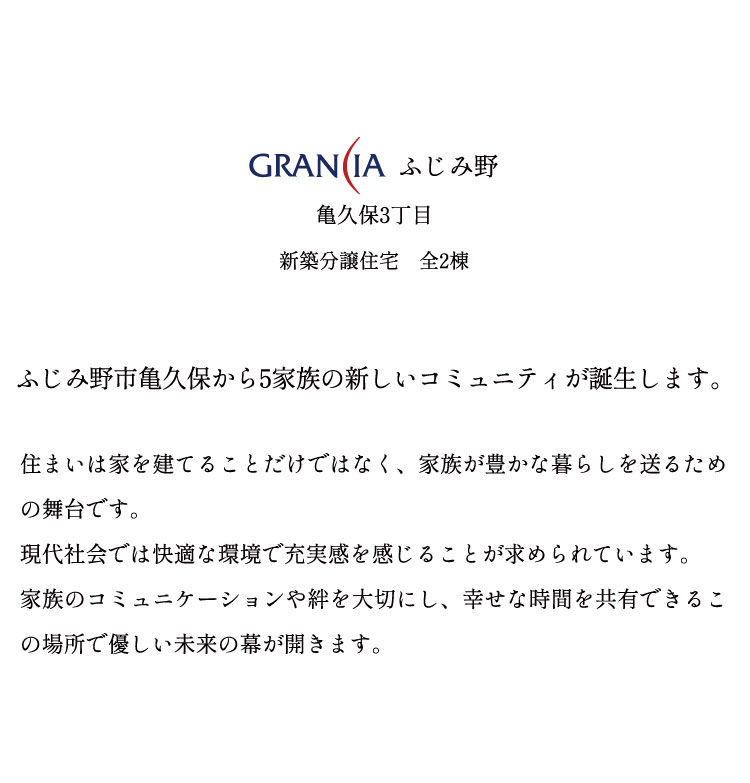 GRANCIA ふじみ野
亀久保3丁目
新築分譲住宅　全2棟
ふじみ野市亀久保から5家族の新しいコミュニティが誕生します。
住まいは家を建てることだけではなく、家族が豊かな暮らしを送るため
の舞台です。
現代社会では快適な環境で充実感を感じることが求められています。
家族のコミュニケーションや絆を大切にし、幸せな時間を共有できるこ
の場所で優しい未来の幕が開きます。